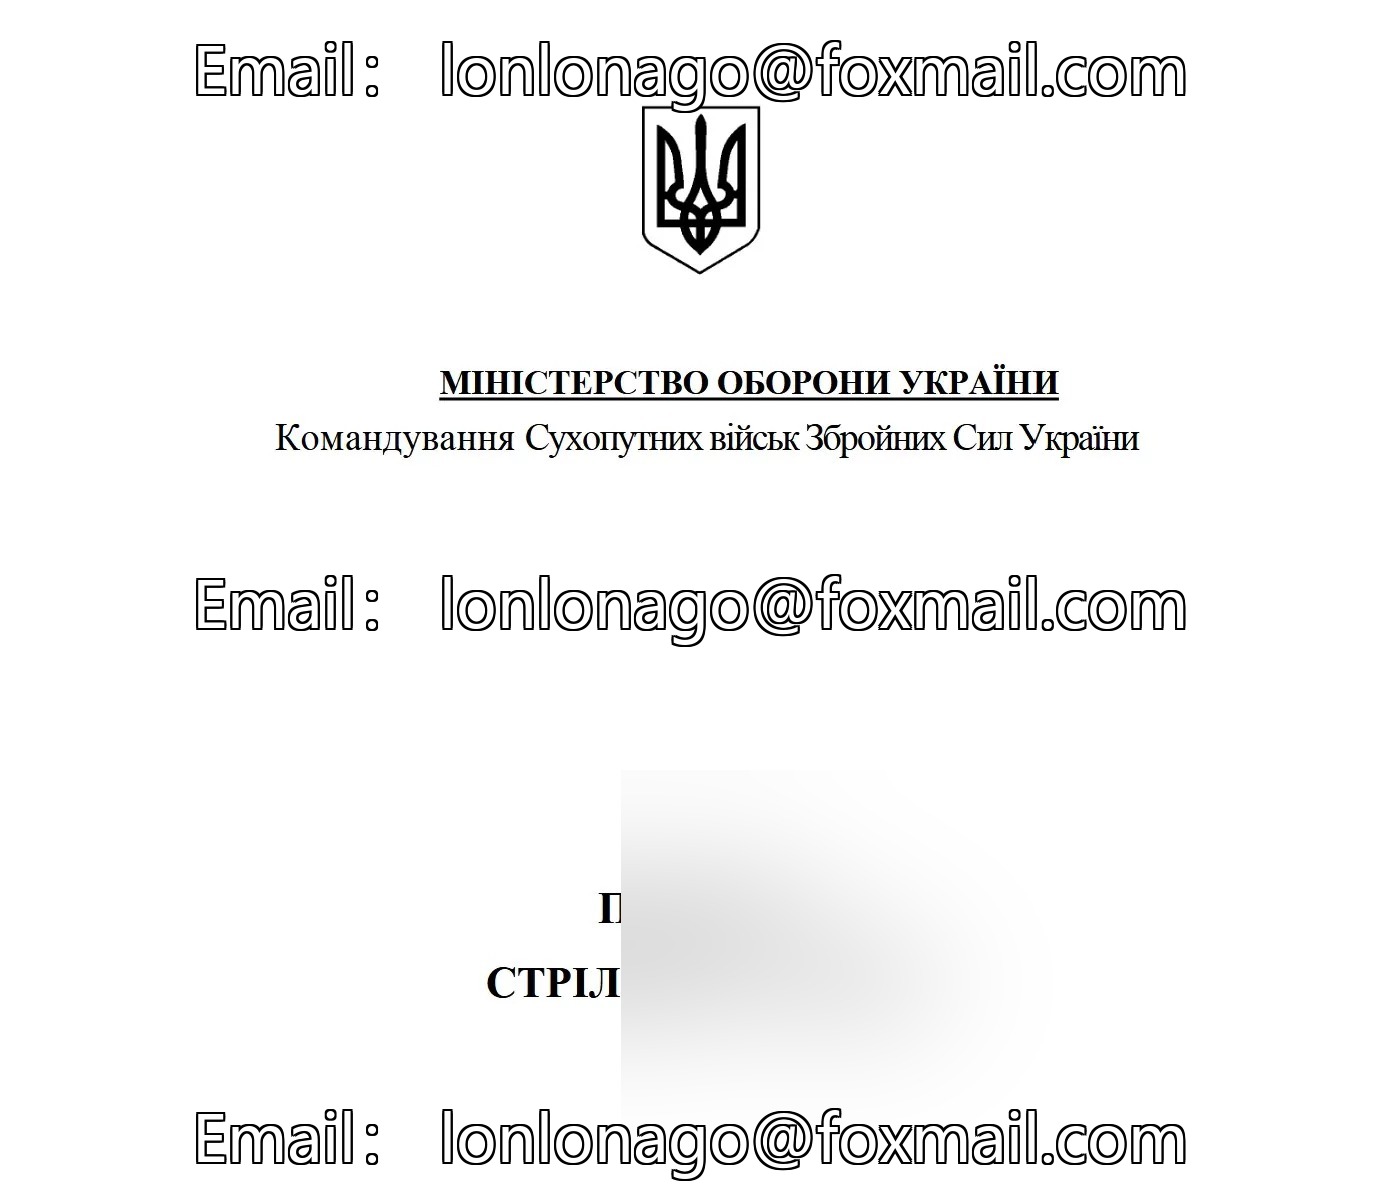 Email： lonlonago@foxmail.com
МІНІСТЕРСТВО ОБОРОНИ УКРАЇНИ
Командування Сухопутних військ Збройних Сил України
Email： lonlonago@foxmail.com
Email： lonlonago@foxmail.com